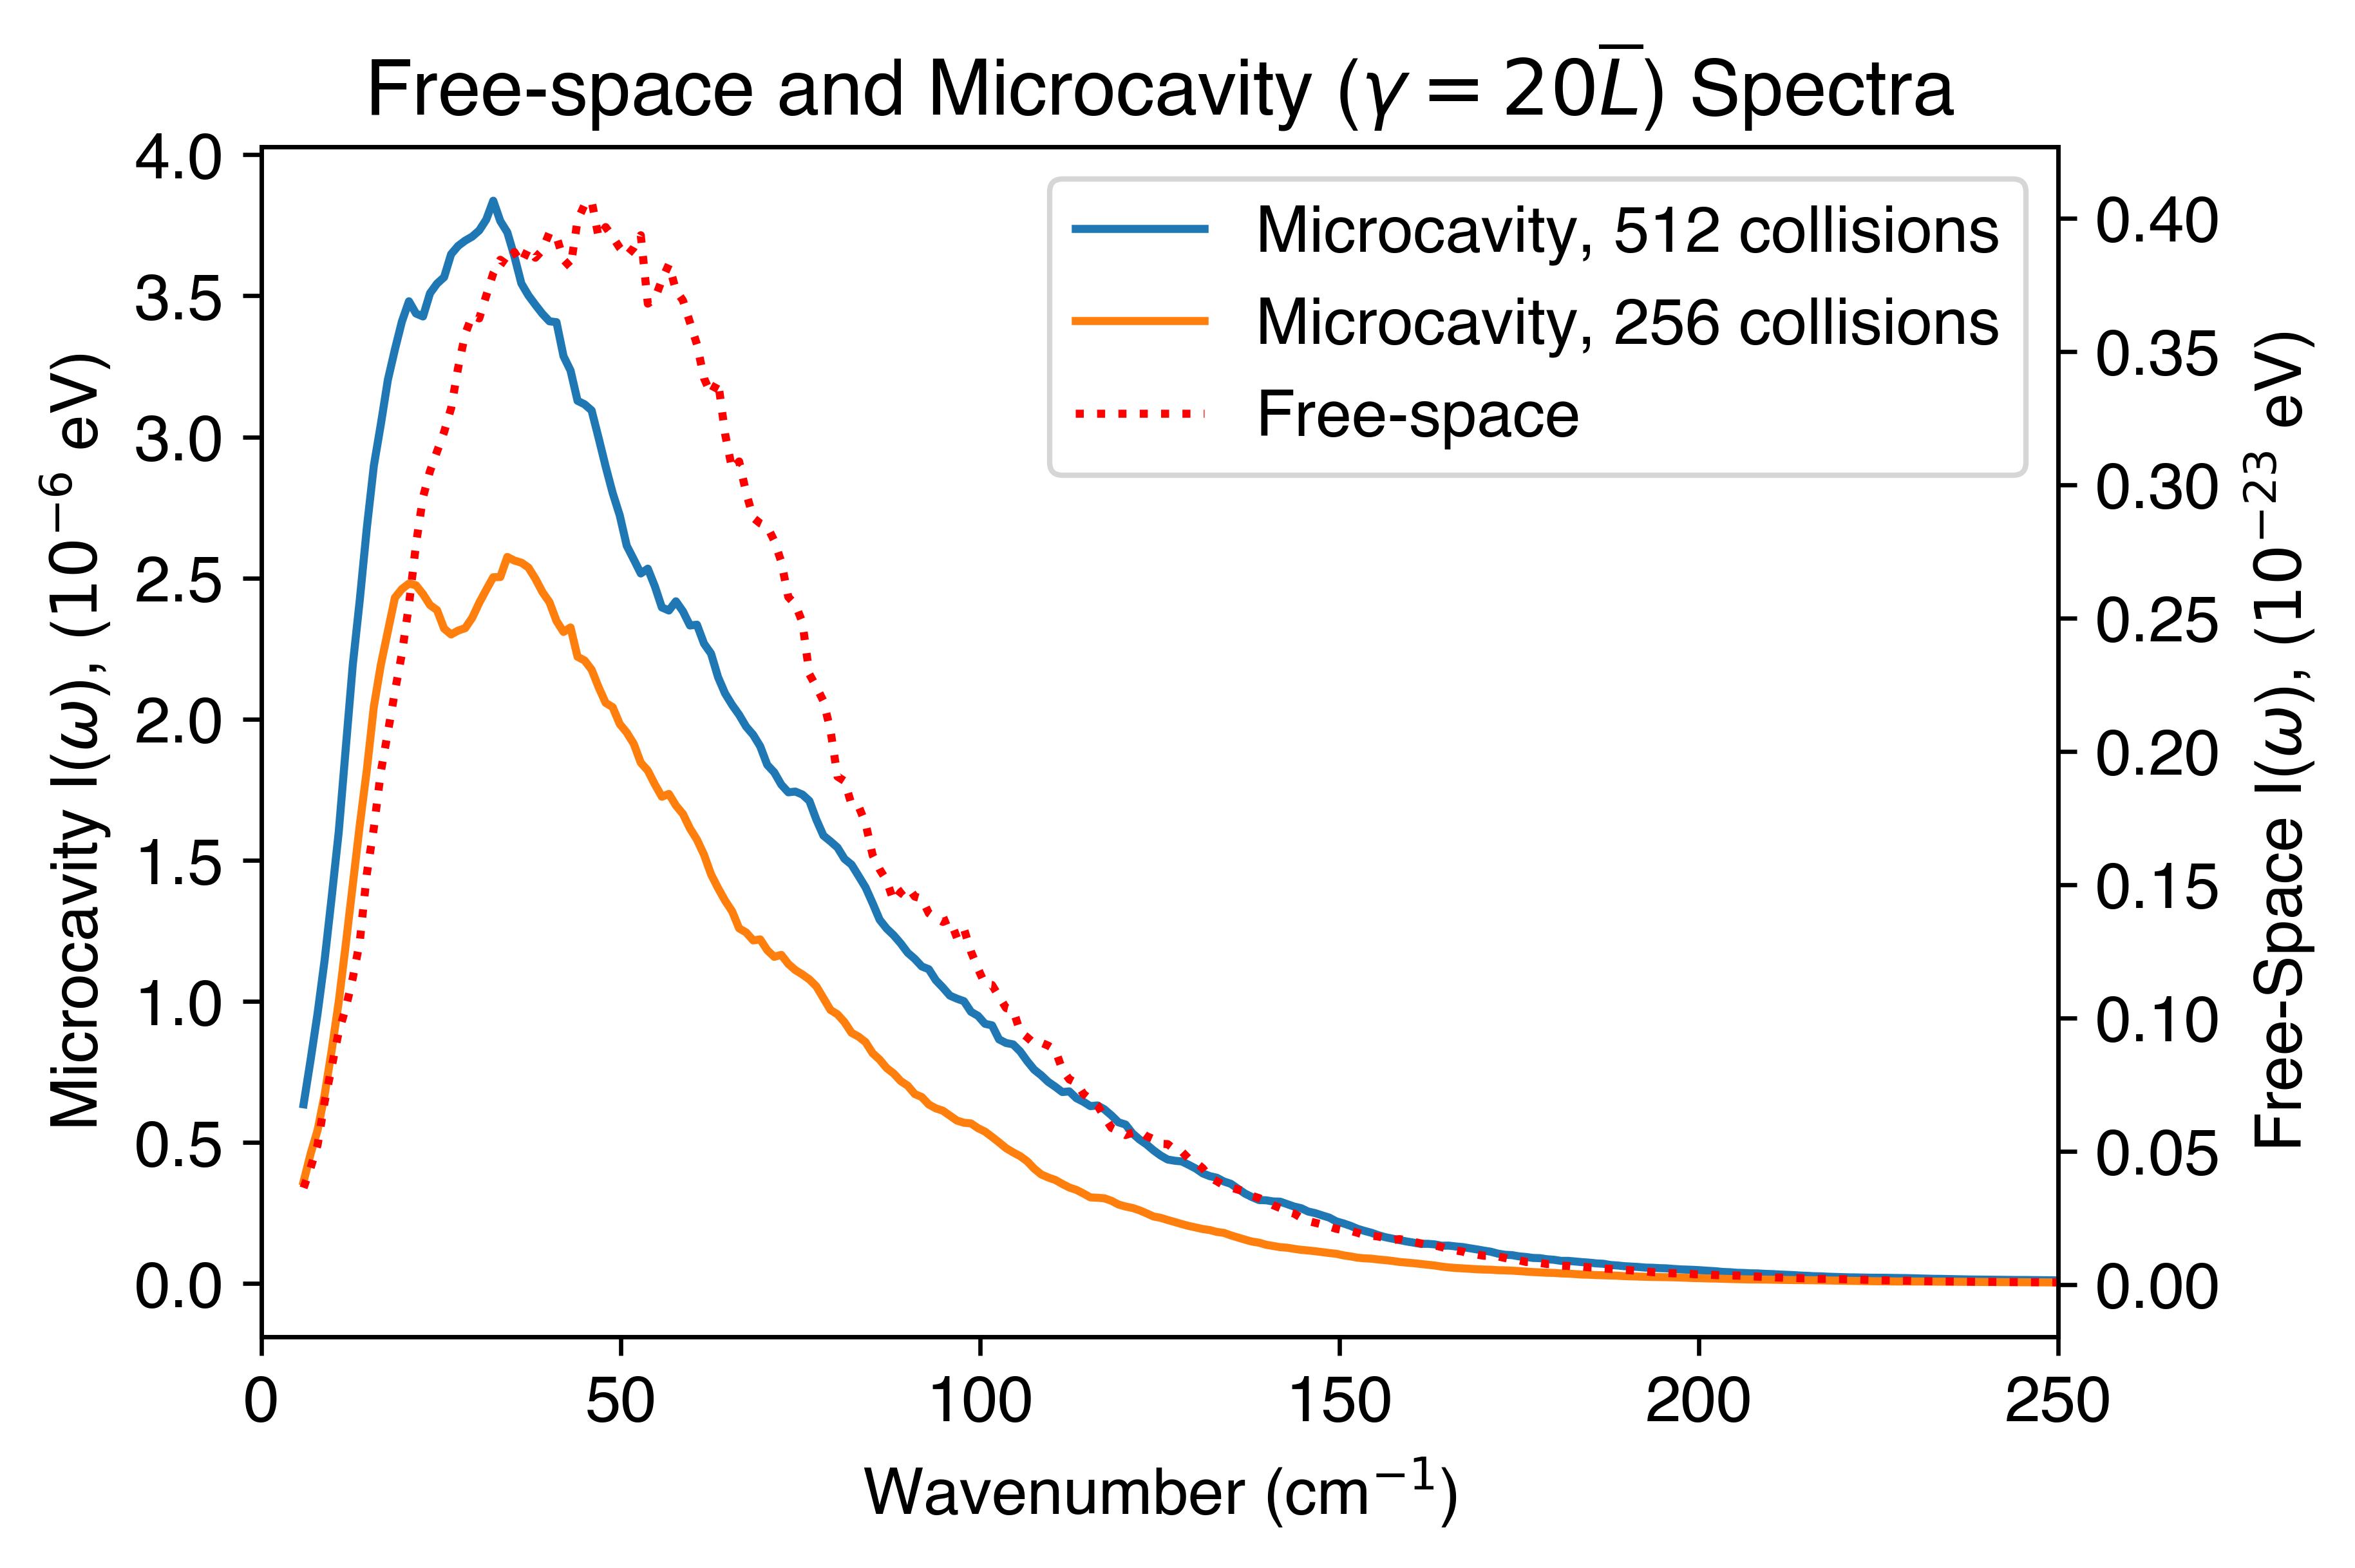 Free-space and Microcavity (γ = 20L̅) Spectra
Microcavity I(ω), (10⁻⁶ eV)
4.0
3.5
3.0
2.5
2.0
1.5
1.0
0.5
0.0
Microcavity, 512 collisions
Microcavity, 256 collisions
Free-space
0.40
0.35
0.30
0.25
0.20
0.15
0.10
0.05
0.00
Free-Space I(ω), (10⁻²³ eV)
0 50 100 150 200 250
Wavenumber (cm⁻¹)